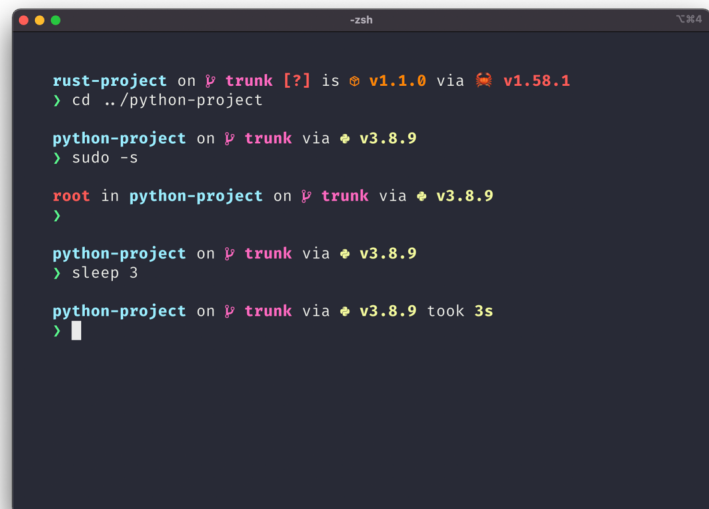 -zsh ⌥⌘4
rust-project on trunk [?] is v1.1.0 via 🦀 v1.58.1
❯ cd ../python-project
python-project on trunk via v3.8.9
❯ sudo -s
root in python-project on trunk via v3.8.9
❯
python-project on trunk via v3.8.9
❯ sleep 3
python-project on trunk via v3.8.9 took 3s
❯